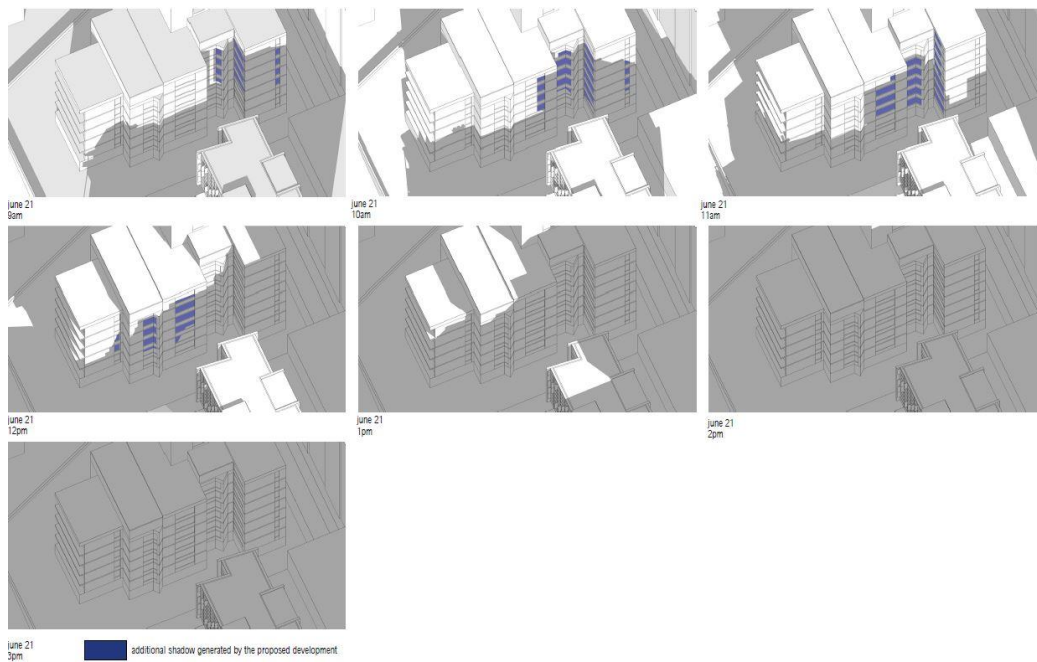 june 21
9am
june 21
10am
june 21
11am
june 21
12pm
june 21
1pm
june 21
2pm
june 21
3pm
additional shadow generated by the proposed development